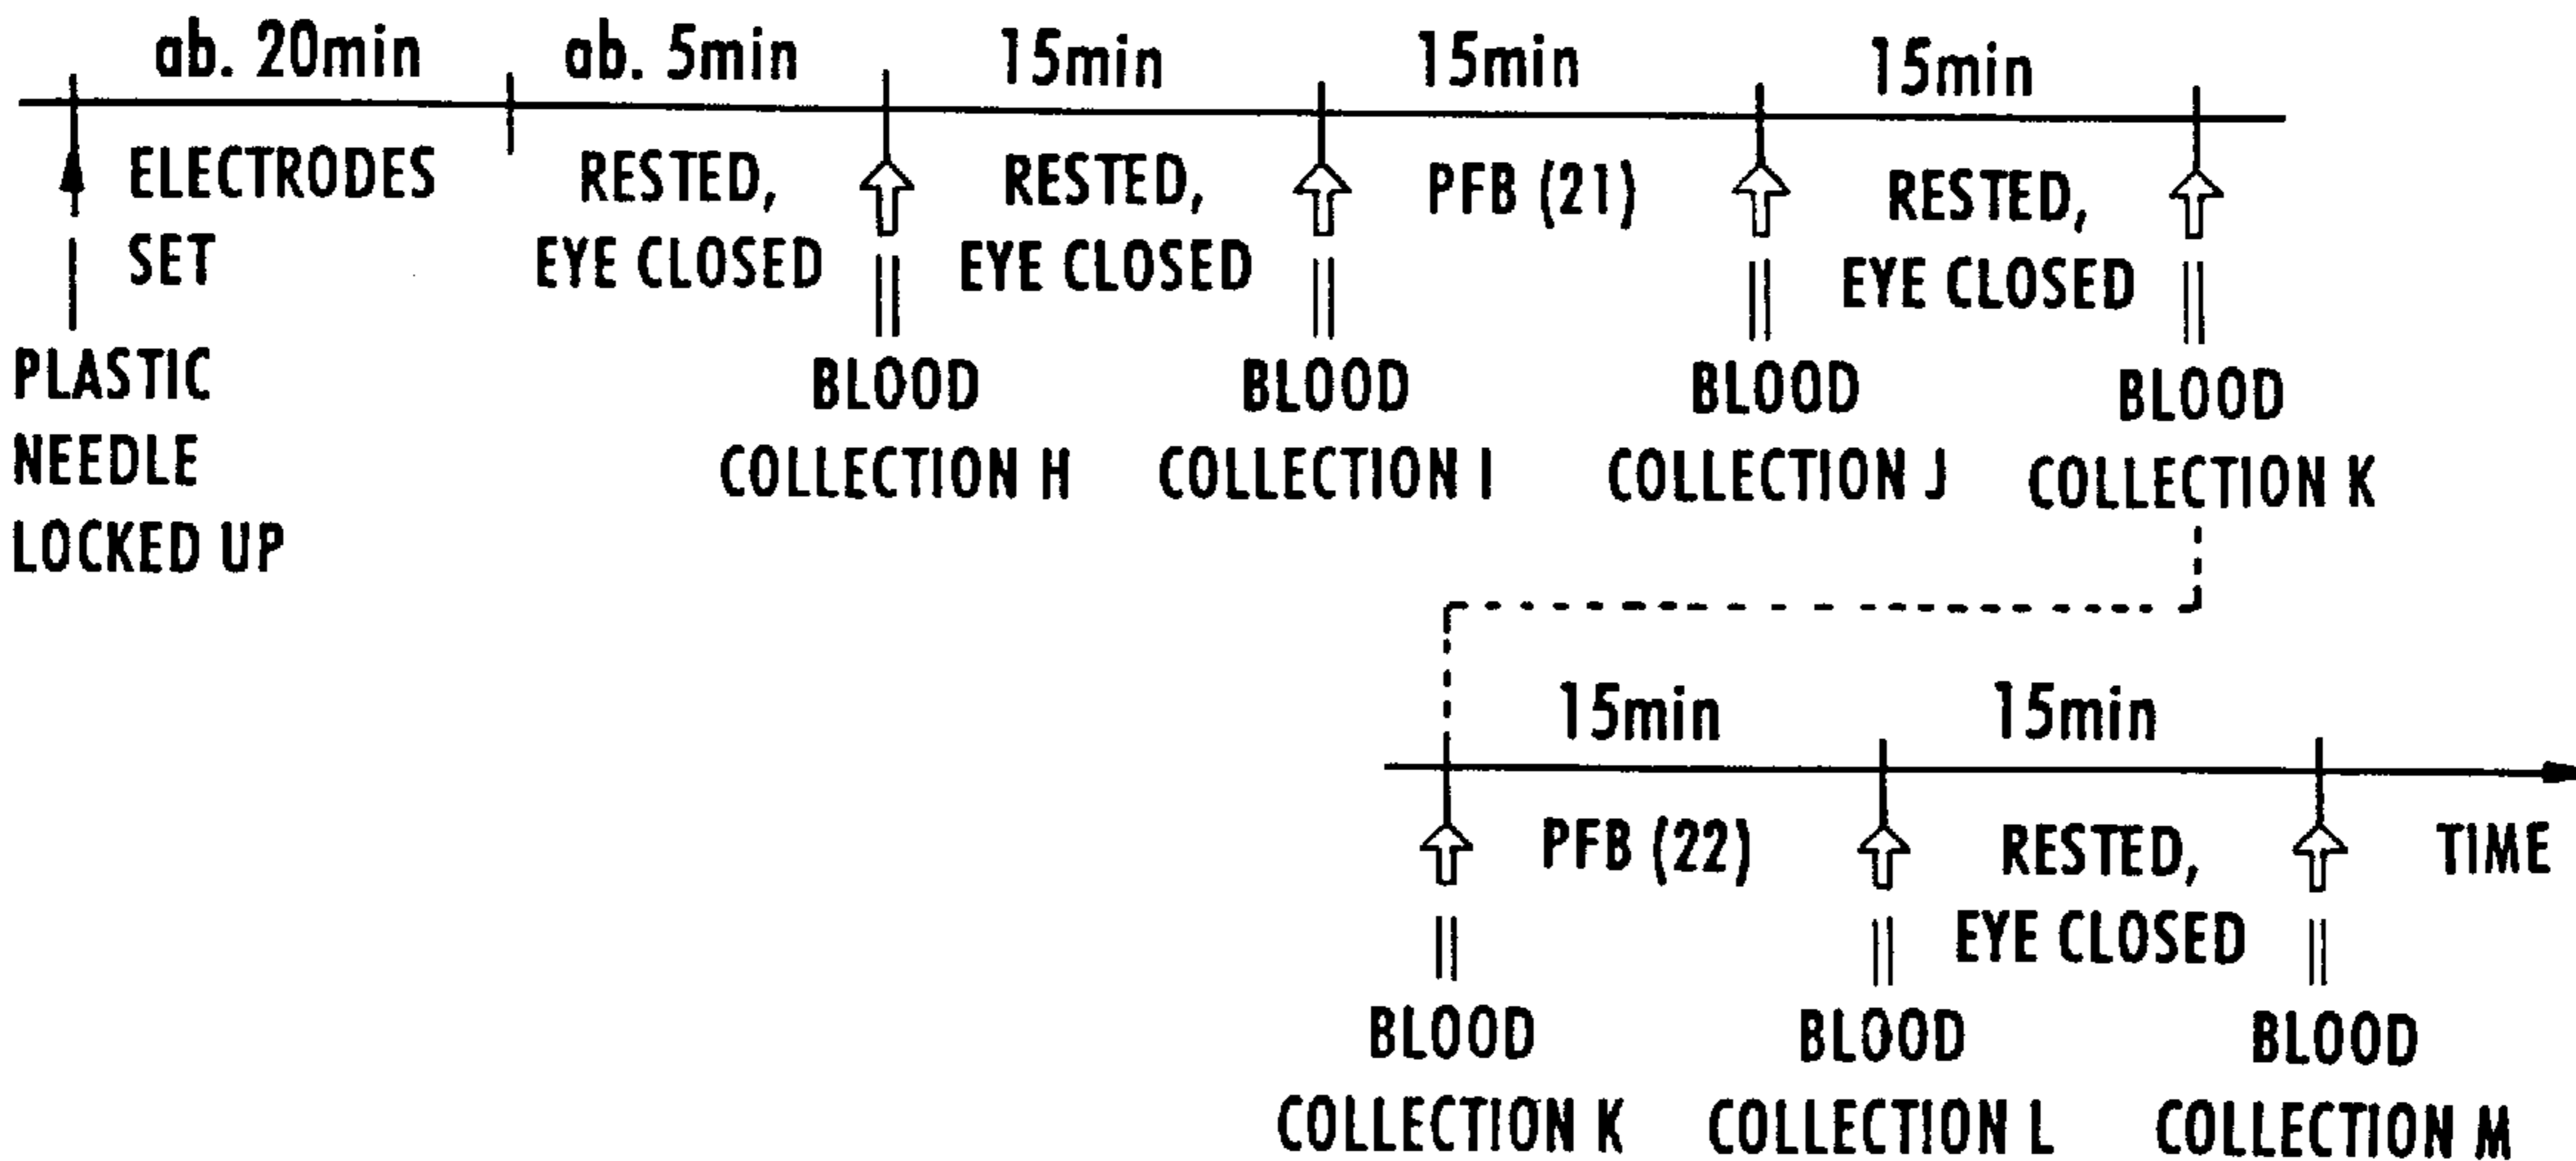 ab. 20min ab. 5min 15min 15min 15min
ELECTRODES
SET
RESTED,
EYE CLOSED
RESTED,
EYE CLOSED
PFB (21)
RESTED,
EYE CLOSED
PLASTIC
NEEDLE
LOCKED UP
BLOOD
COLLECTION H
BLOOD
COLLECTION I
BLOOD
COLLECTION J
BLOOD
COLLECTION K
15min 15min
PFB (22)
RESTED,
EYE CLOSED
TIME
BLOOD
COLLECTION K
BLOOD
COLLECTION L
BLOOD
COLLECTION M